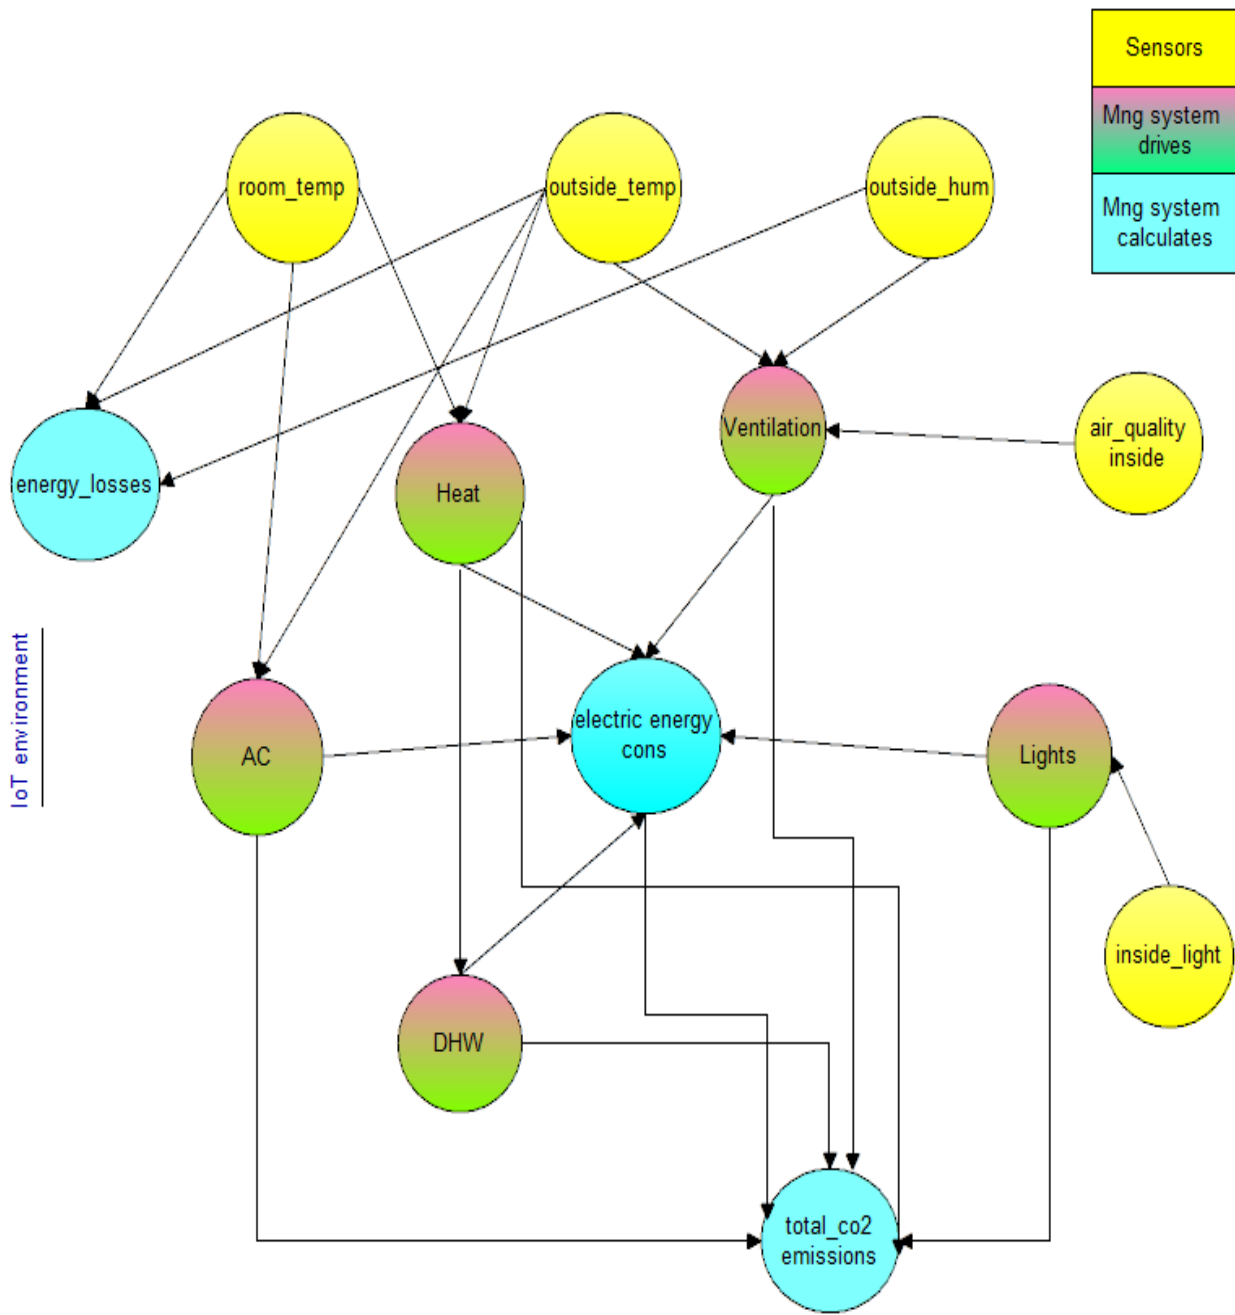 Sensors
Mng system
drives
Mng system
calculates
room_temp
outside_temp
outside_hum
energy_losses
Heat
Ventilation
air_quality
inside
IoT environment
AC
electric energy
cons
Lights
inside_light
DHW
total_co2
emissions